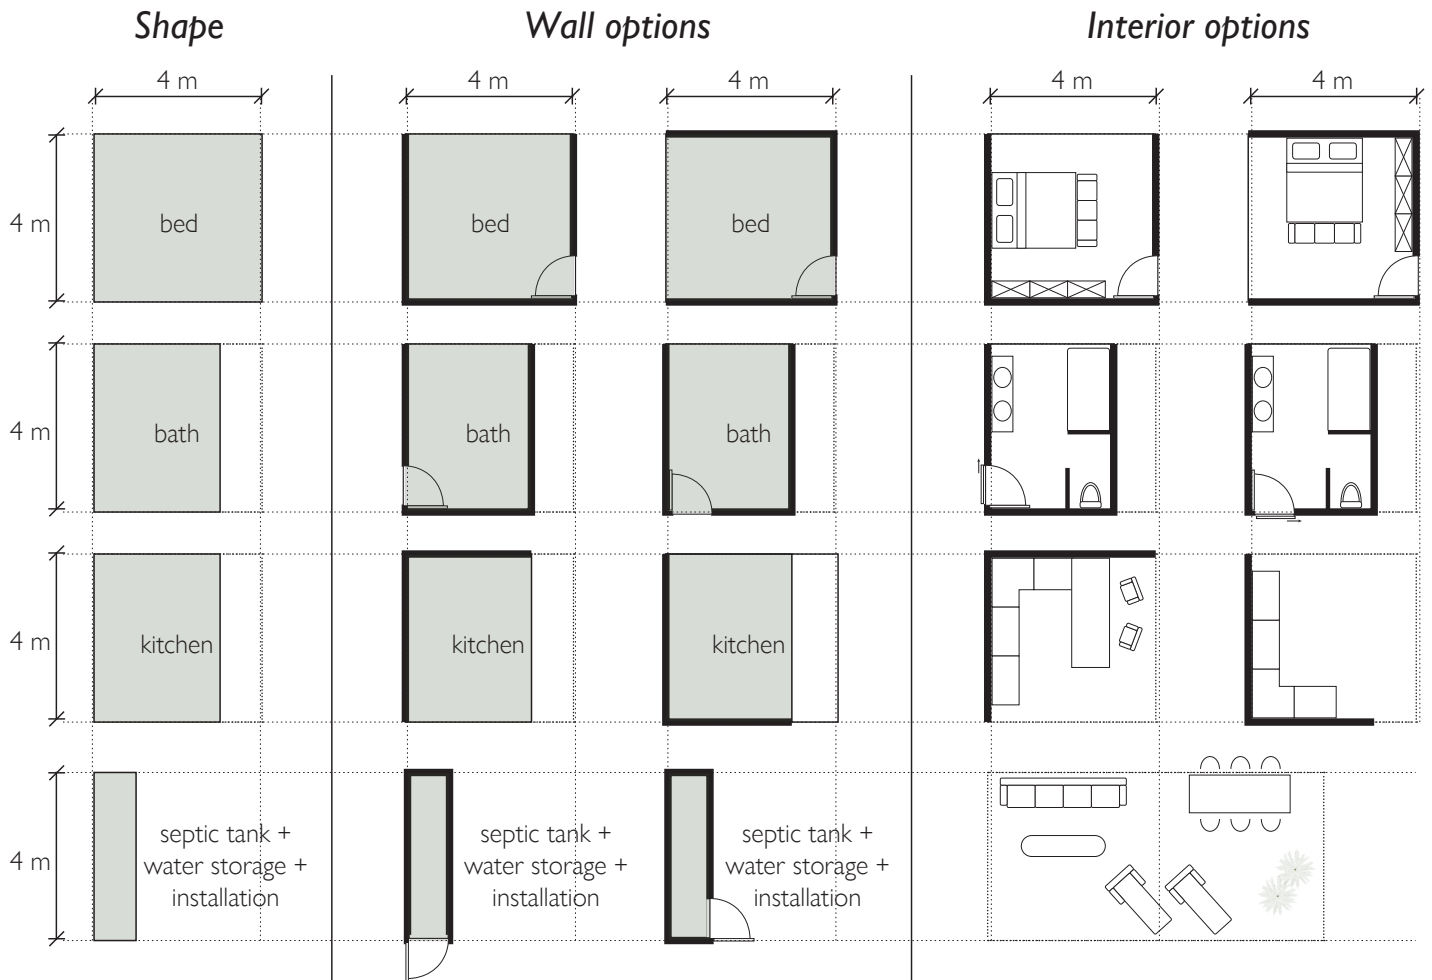 Shape
Wall options
Interior options
4 m
4 m
4 m
4 m
4 m
4 m
bed
bed
bed
4 m
bath
bath
bath
4 m
kitchen
kitchen
kitchen
4 m
septic tank +
water storage +
installation
septic tank +
water storage +
installation
septic tank +
water storage +
installation